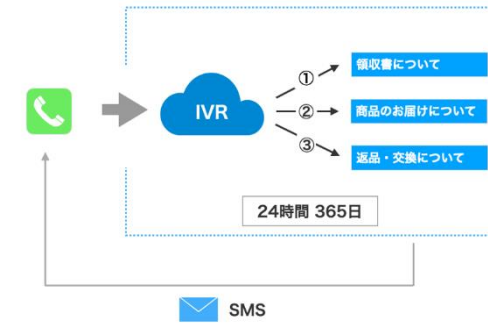 ① 領収書について
IVR
② 商品のお届けについて
③ 返品・交換について
24時間 365日
SMS